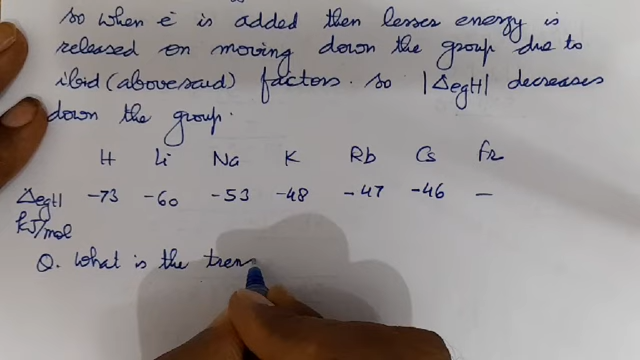 so when e⁻ is added then lesser energy is
released on moving down the group due to
ibid (abovesaid) factors. so |ΔegH| decreases
down the group.
H Li Na K Rb Cs Fr
ΔegH -73 -60 -53 -48 -47 -46 —
kJ/mol
Q. What is the tren